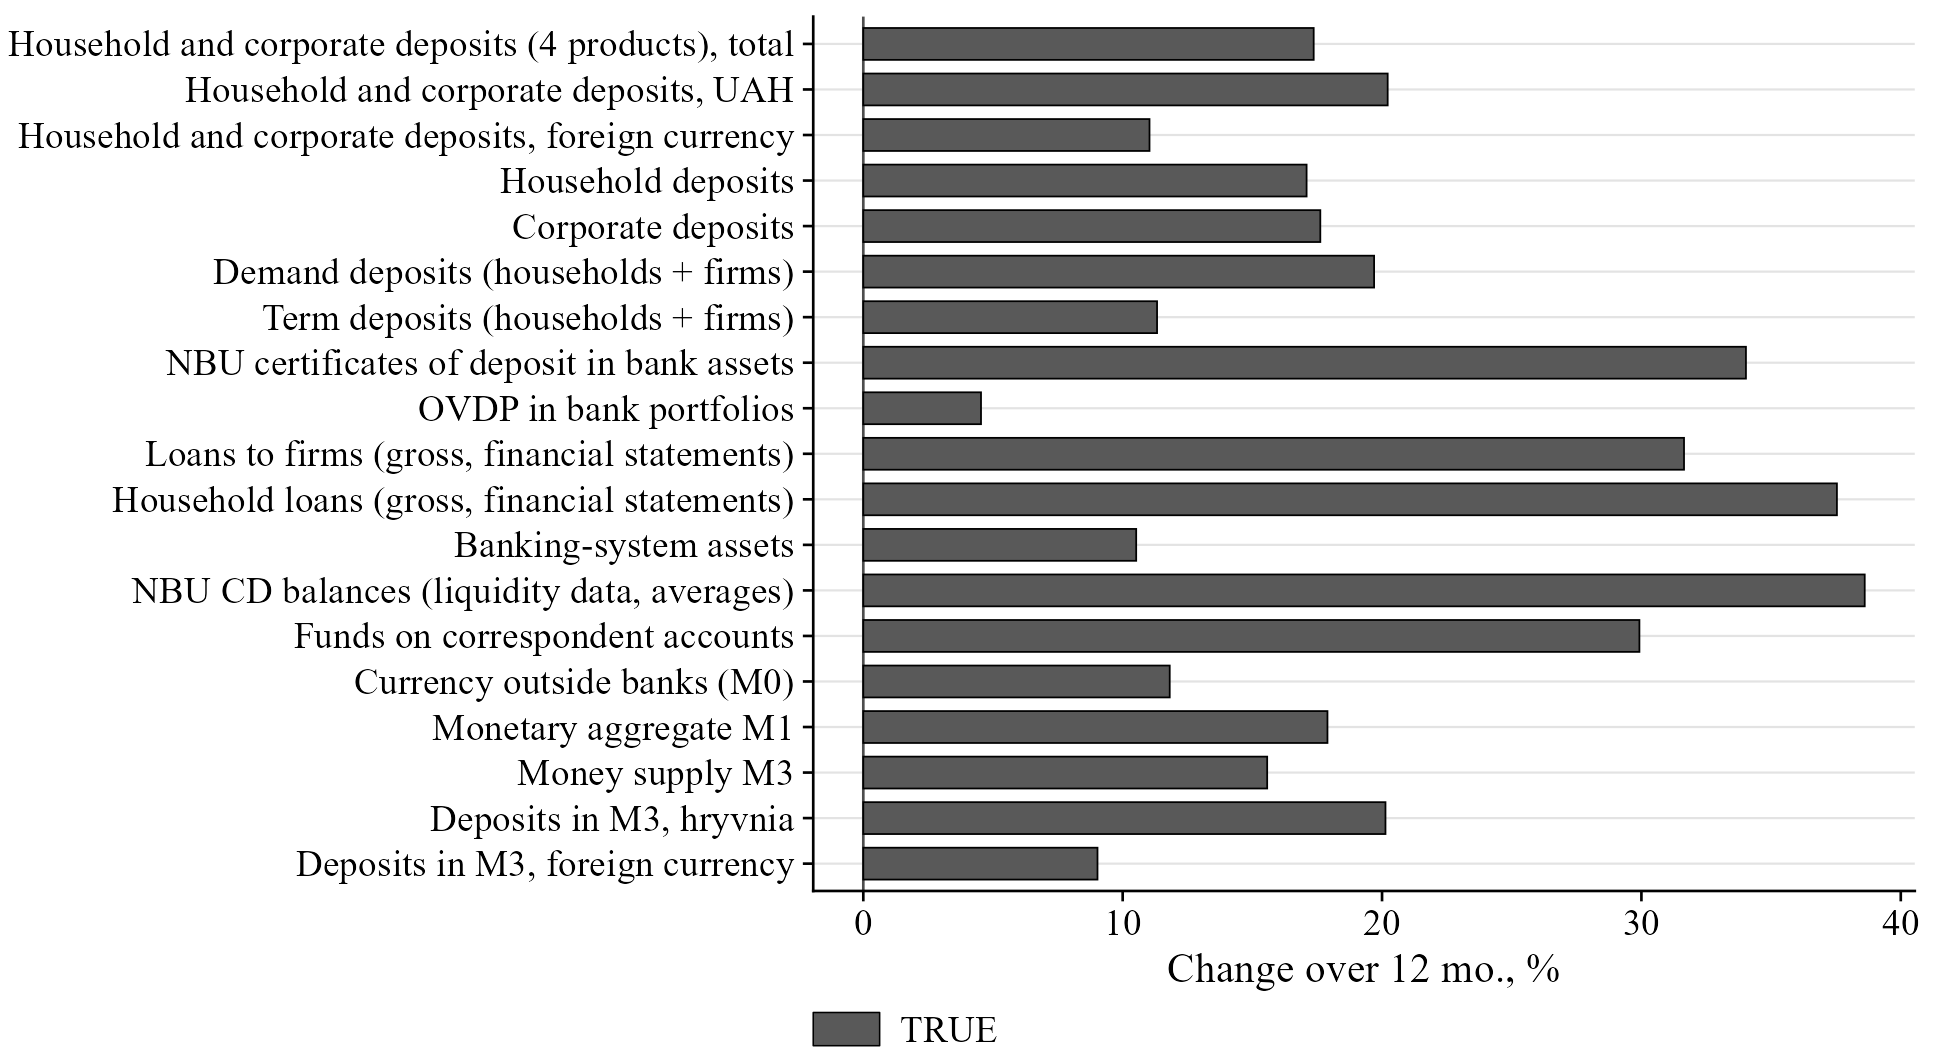 Household and corporate deposits (4 products), total
Household and corporate deposits, UAH
Household and corporate deposits, foreign currency
Household deposits
Corporate deposits
Demand deposits (households + firms)
Term deposits (households + firms)
NBU certificates of deposit in bank assets
OVDP in bank portfolios
Loans to firms (gross, financial statements)
Household loans (gross, financial statements)
Banking-system assets
NBU CD balances (liquidity data, averages)
Funds on correspondent accounts
Currency outside banks (M0)
Monetary aggregate M1
Money supply M3
Deposits in M3, hryvnia
Deposits in M3, foreign currency
0 10 20 30 40
Change over 12 mo., %
TRUE